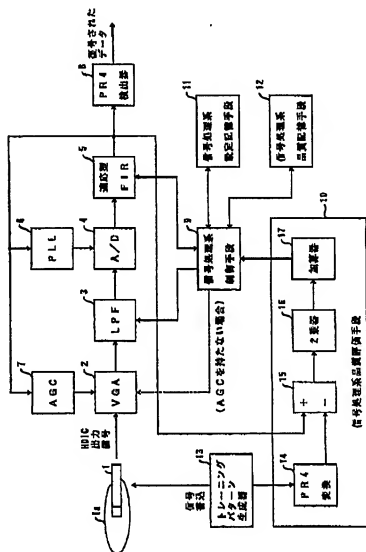 復号された
データ
8
PR4
検出器
5
適応型
FIR
6
PLL
4
A/D
3
LPF
7
AGC
2
VGA
HDIC
出力
信号
1
1a
11
信号処理系
設定記憶手段
12
信号処理系
品質記憶手段
9
信号処理系
制御手段
(AGCを持たない場合)
10
17
加算器
16
2乗器
15
+
-
14
PR4
変換
信号処理系品質評価手段
13
トレーニング
パターン
生成器
信号
書込